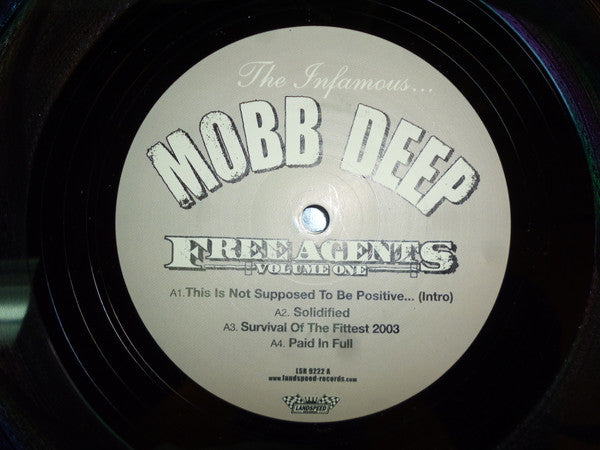 The Infamous...
MOBB DEEP
FREE AGENTS
VOLUME ONE
A1. This Is Not Supposed To Be Positive... (Intro)
A2. Solidified
A3. Survival Of The Fittest 2003
A4. Paid In Full
LSR 9222 A
www.landspeed-records.com
LANDSPEED